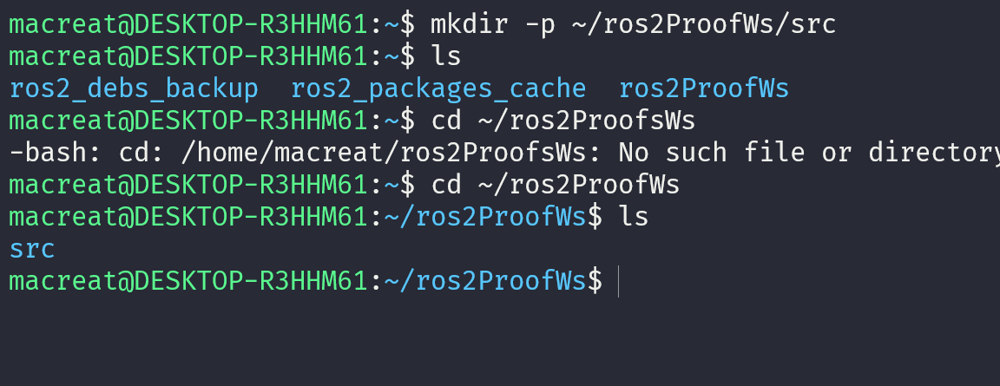 macreat@DESKTOP-R3HHM61:~$ mkdir -p ~/ros2ProofWs/src
macreat@DESKTOP-R3HHM61:~$ ls
ros2_debs_backup  ros2_packages_cache  ros2ProofWs
macreat@DESKTOP-R3HHM61:~$ cd ~/ros2ProofsWs
-bash: cd: /home/macreat/ros2ProofsWs: No such file or directory
macreat@DESKTOP-R3HHM61:~$ cd ~/ros2ProofWs
macreat@DESKTOP-R3HHM61:~/ros2ProofWs$ ls
src
macreat@DESKTOP-R3HHM61:~/ros2ProofWs$